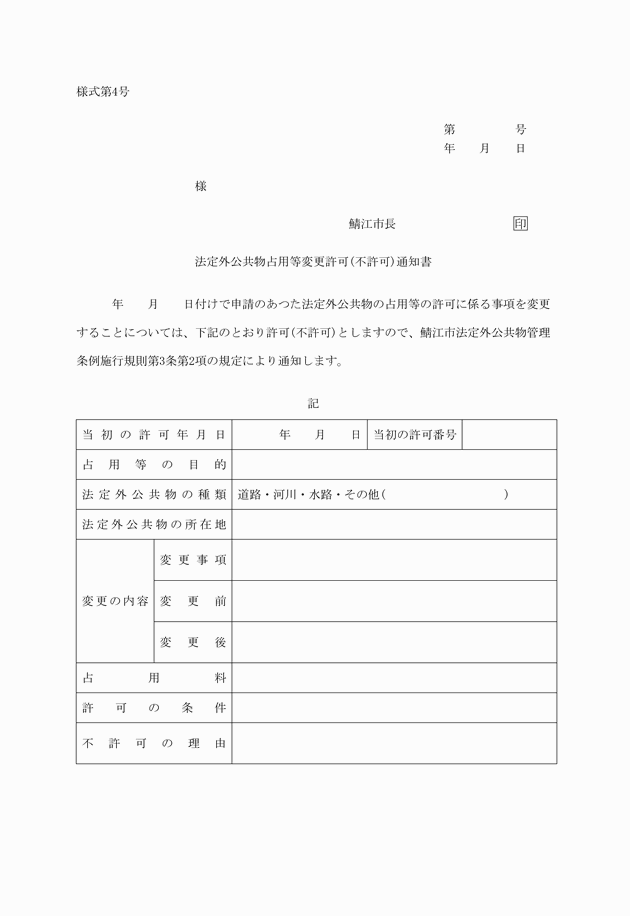 様式第4号
第　　　　　号
年　　月　　日
様
鯖江市長　　　　　　　　　　印
法定外公共物占用等変更許可(不許可)通知書
年　　月　　日付けで申請のあつた法定外公共物の占用等の許可に係る事項を変更
することについては、下記のとおり許可(不許可)としますので、鯖江市法定外公共物管理
条例施行規則第3条第2項の規定により通知します。
記
当初の許可年月日　　年　　月　　日　当初の許可番号
占用等の目的
法定外公共物の種類　道路・河川・水路・その他(　　　　　　　　　　)
法定外公共物の所在地
変更の内容
変更事項
変更前
変更後
占用料
許可の条件
不許可の理由